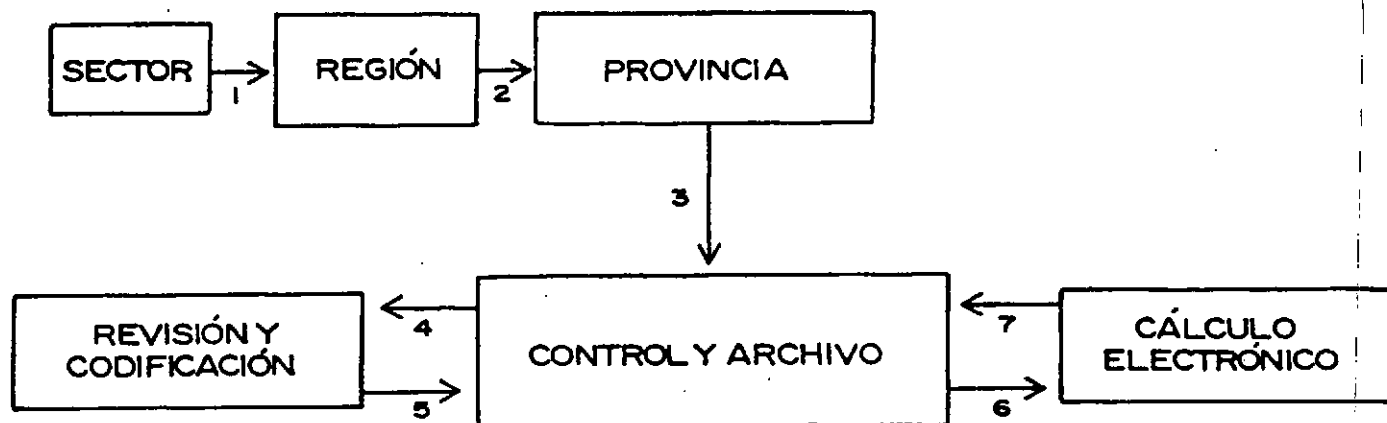 SECTOR
1
REGIÓN
2
PROVINCIA
3
REVISIÓN Y
CODIFICACIÓN
4
5
CONTROL Y ARCHIVO
7
6
CÁLCULO
ELECTRÓNICO